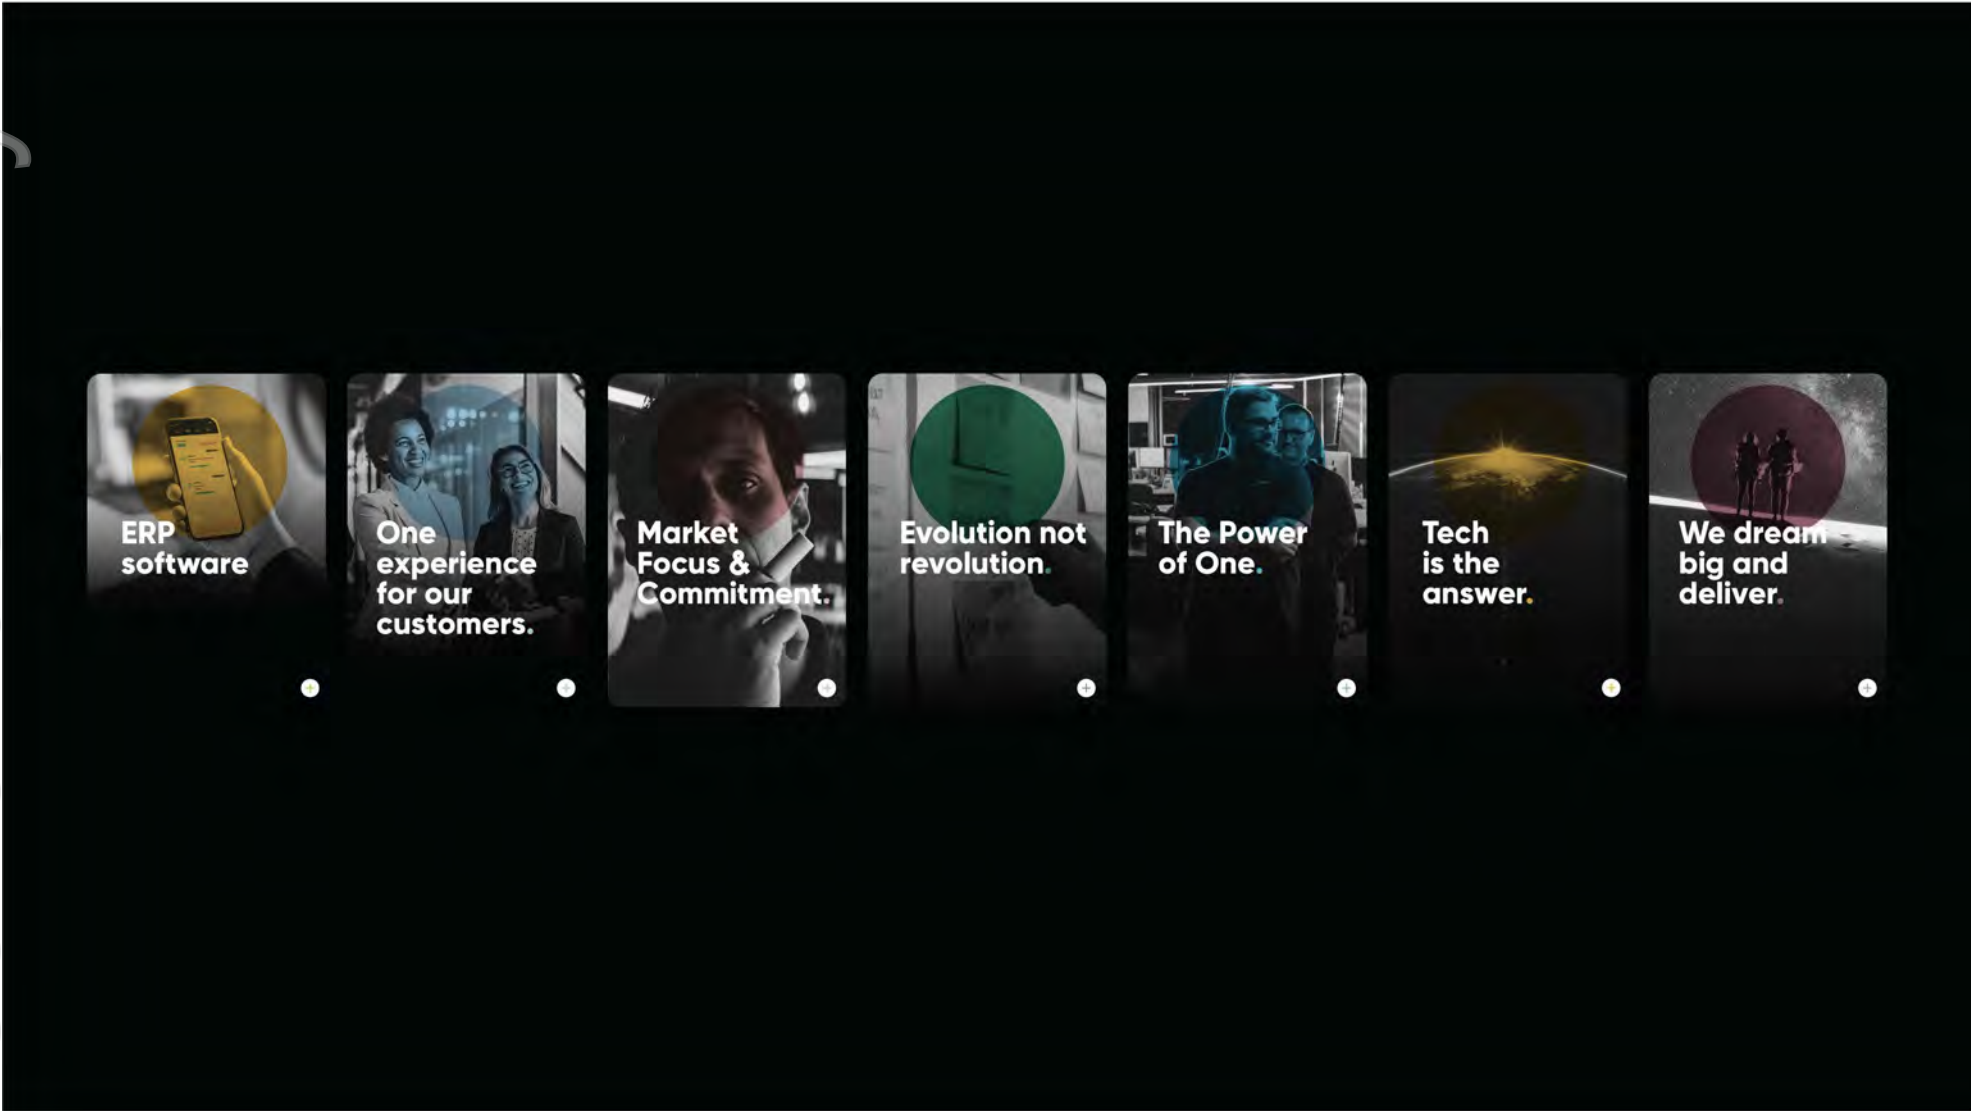 ERP
software
One
experience
for our
customers.
Market
Focus &
Commitment.
Evolution not
revolution.
The Power
of One.
Tech
is the
answer.
We dream
big and
deliver.